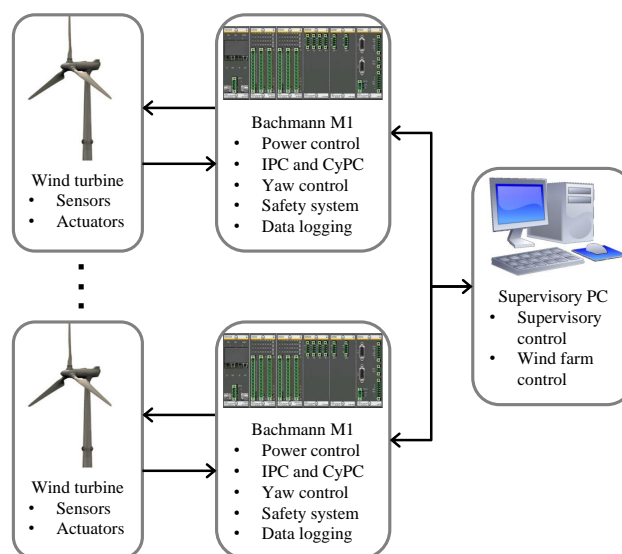 Wind turbine
• Sensors
• Actuators
Bachmann M1
• Power control
• IPC and CyPC
• Yaw control
• Safety system
• Data logging
Supervisory PC
• Supervisory
control
• Wind farm
control
Wind turbine
• Sensors
• Actuators
Bachmann M1
• Power control
• IPC and CyPC
• Yaw control
• Safety system
• Data logging